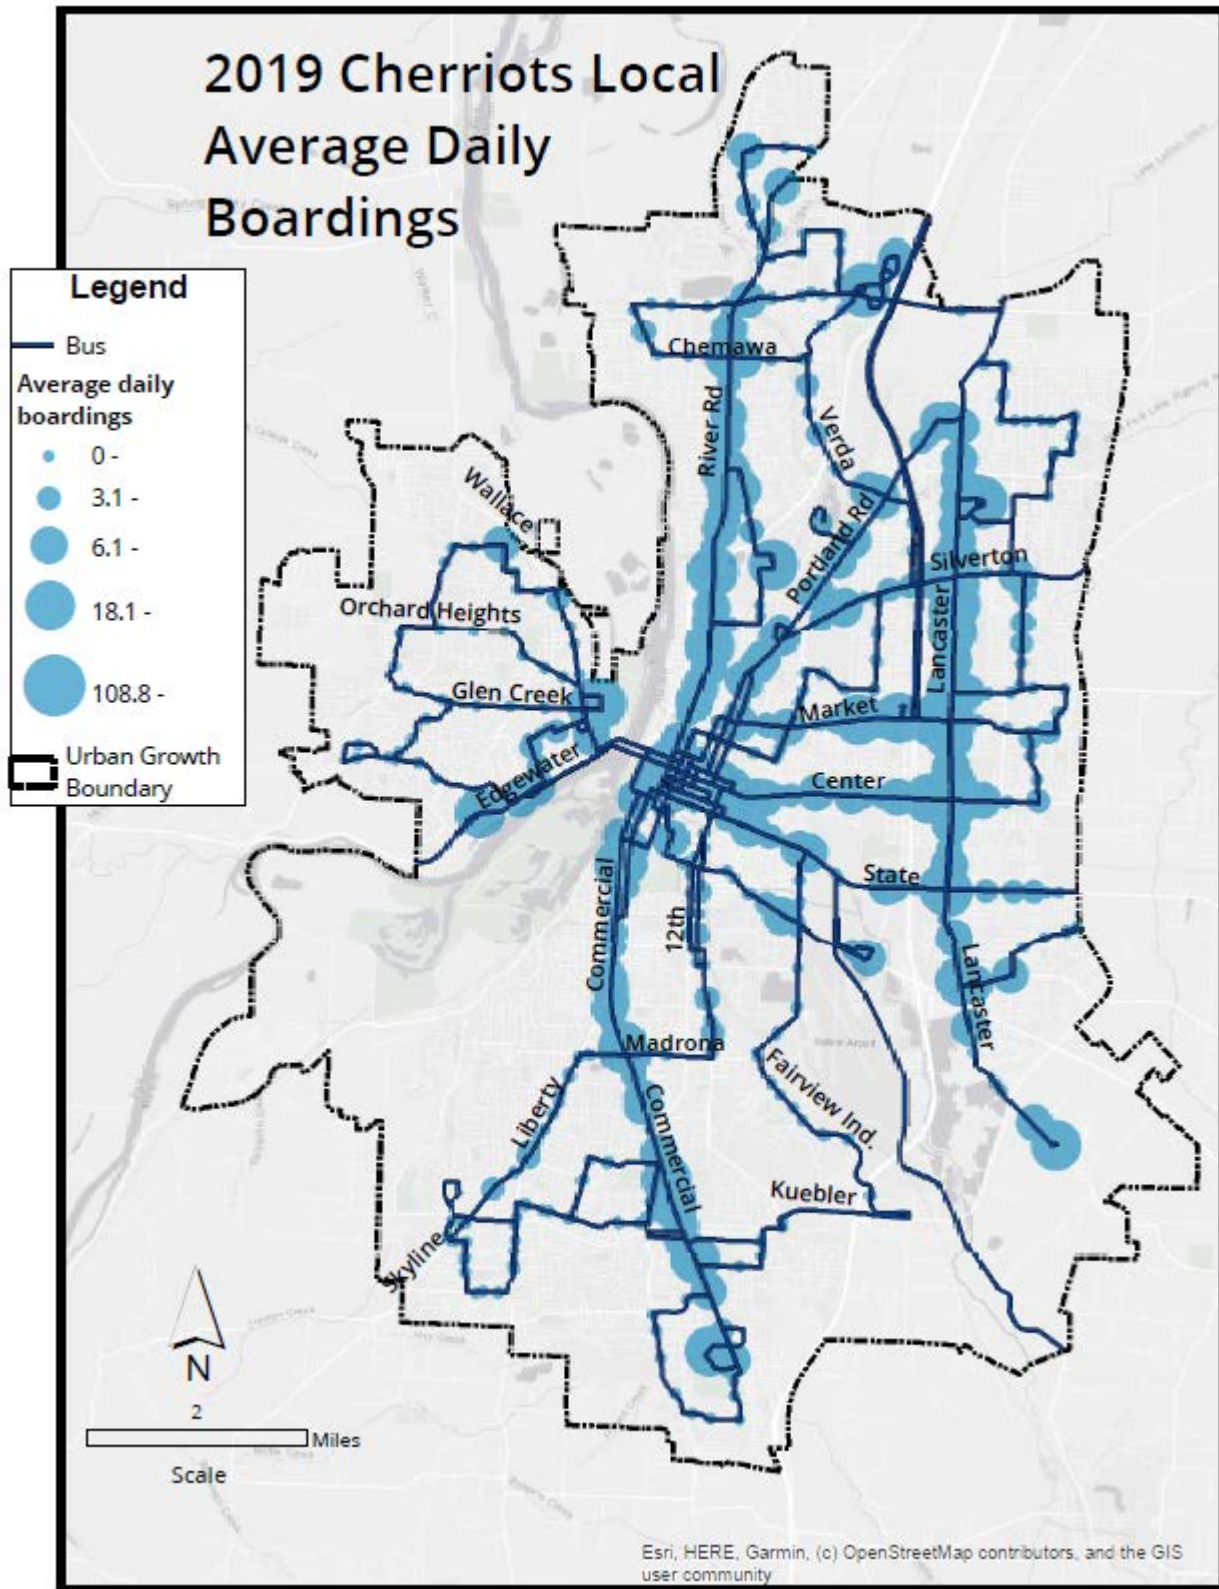 2019 Cherriots Local
Average Daily
Boardings
Legend
Bus
Average daily
boardings
0 -
3.1 -
6.1 -
18.1 -
108.8 -
Urban Growth
Boundary
Chemawa
River Rd
Verda
Wallace
Portland Rd
Silverton
Orchard Heights
Lancaster
Glen Creek
Market
Edgewater
Center
State
Commercial
12th
Lancaster
Madrona
Fairview Ind.
Liberty
Commercial
Kuebler
Skyline
N
2
Miles
Scale
Esri, HERE, Garmin, (c) OpenStreetMap contributors, and the GIS
user community